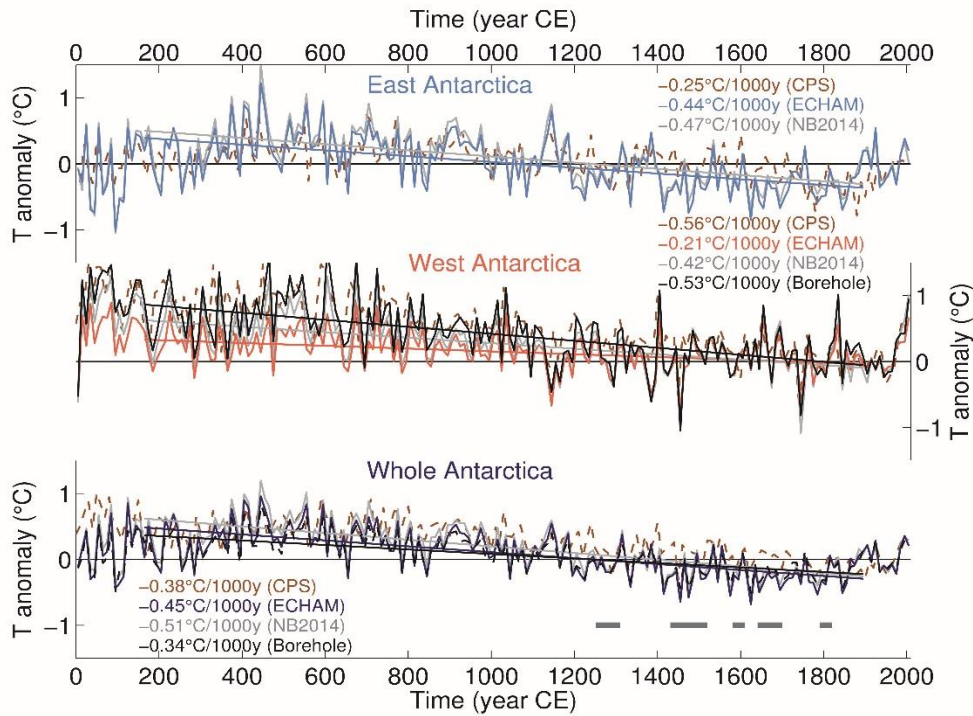 Time (year CE)
0 200 400 600 800 1000 1200 1400 1600 1800 2000
T anomaly (°C)
1
0
−1
East Antarctica
−0.25°C/1000y (CPS)
−0.44°C/1000y (ECHAM)
−0.47°C/1000y (NB2014)
West Antarctica
−0.56°C/1000y (CPS)
−0.21°C/1000y (ECHAM)
−0.42°C/1000y (NB2014)
−0.53°C/1000y (Borehole)
1
0
−1
T anomaly (°C)
Whole Antarctica
T anomaly (°C)
1
0
−1
−0.38°C/1000y (CPS)
−0.45°C/1000y (ECHAM)
−0.51°C/1000y (NB2014)
−0.34°C/1000y (Borehole)
0 200 400 600 800 1000 1200 1400 1600 1800 2000
Time (year CE)